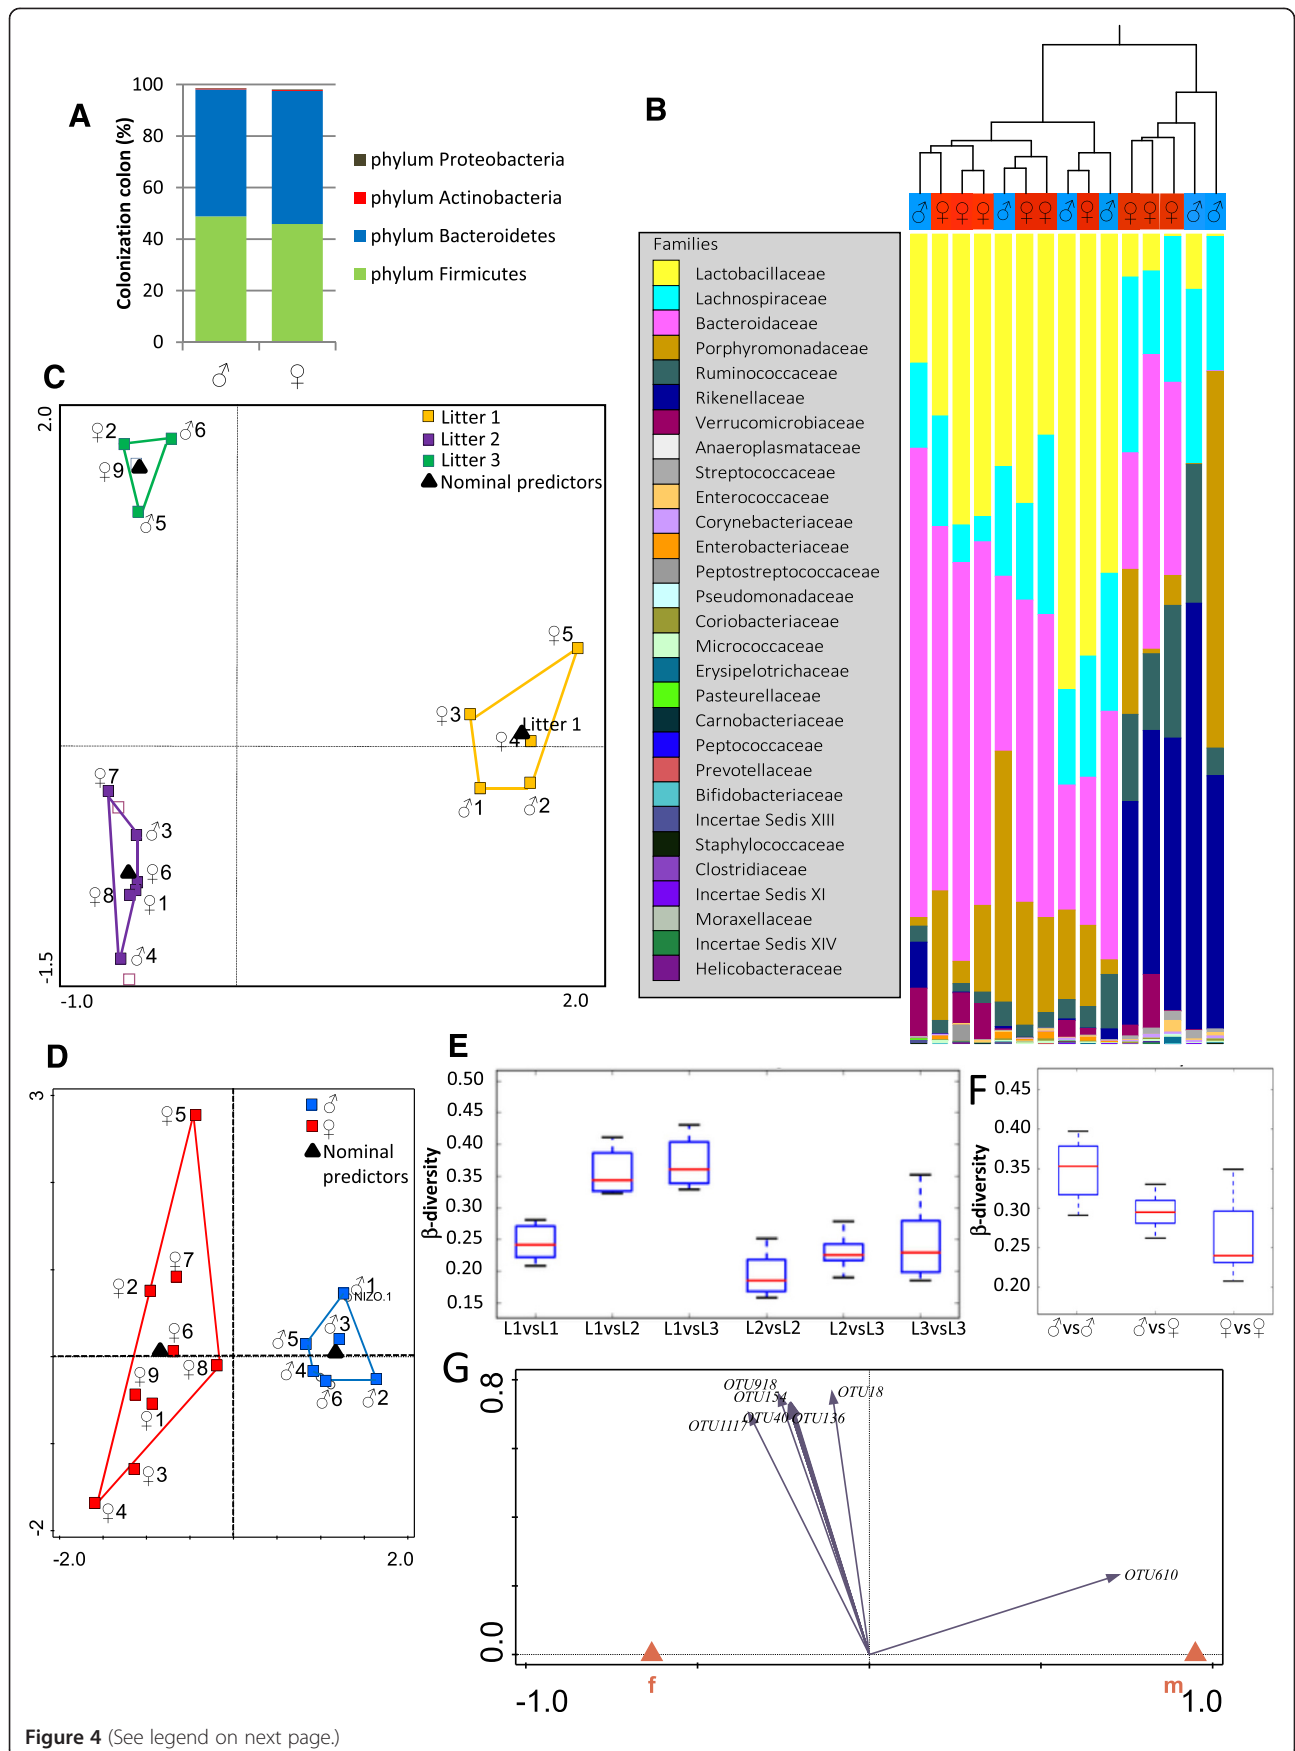 A
100
80
60
40
20
0
Colonization colon (%)
♂ ♀
phylum Proteobacteria
phylum Actinobacteria
phylum Bacteroidetes
phylum Firmicutes
B
♂ ♀ ♀ ♀ ♂ ♀ ♀ ♂ ♀ ♂ ♀ ♀ ♀ ♂ ♂
Families
Lactobacillaceae
Lachnospiraceae
Bacteroidaceae
Porphyromonadaceae
Ruminococcaceae
Rikenellaceae
Verrucomicrobiaceae
Anaeroplasmataceae
Streptococcaceae
Enterococcaceae
Corynebacteriaceae
Enterobacteriaceae
Peptostreptococcaceae
Pseudomonadaceae
Coriobacteriaceae
Micrococcaceae
Erysipelotrichaceae
Pasteurellaceae
Carnobacteriaceae
Peptococcaceae
Prevotellaceae
Bifidobacteriaceae
Incertae Sedis XIII
Staphylococcaceae
Clostridiaceae
Incertae Sedis XI
Moraxellaceae
Incertae Sedis XIV
Helicobacteraceae
C
2.0
-1.5
-1.0
2.0
Litter 1
Litter 2
Litter 3
Nominal predictors
♀2
♂6
♀9
♂5
♀5
♀3
Litter 1
♀4
♂1
♂2
♀7
♂3
♀6
♀8
♀1
♂4
D
3
-2
-2.0
2.0
♂
♀
Nominal
predictors
♀5
♀7
♀2
♀6
♀8
♀9
♀1
♀3
♀4
♂1
NIZO.1
♂3
♂5
♂4
♂6
♂2
E
β-diversity
0.50
0.45
0.40
0.35
0.30
0.25
0.20
0.15
L1vsL1 L1vsL2 L1vsL3 L2vsL2 L2vsL3 L3vsL3
F
β-diversity
0.45
0.40
0.35
0.30
0.25
0.20
♂vs♂ ♂vs♀ ♀vs♀
G
0.8
0.0
OTU918
OTU154
OTU18
OTU40
OTU136
OTU1117
OTU610
f
m
-1.0
1.0
Figure 4 (See legend on next page.)